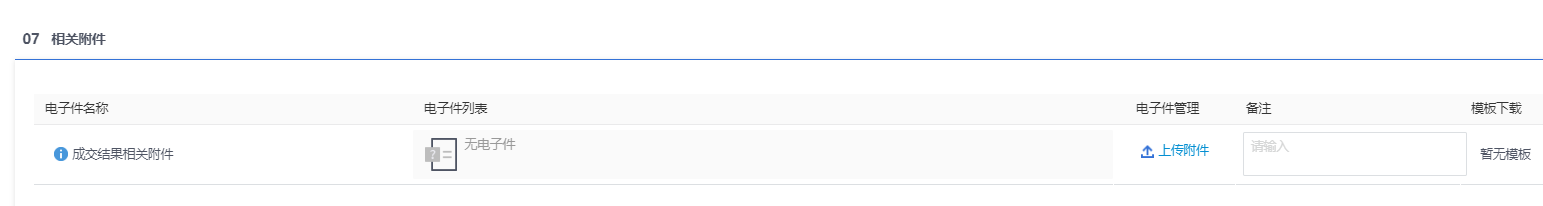 07 相关附件
电子件名称 电子件列表 电子件管理 备注 模板下载
成交结果相关附件 无电子件 上传附件 请输入 暂无模板